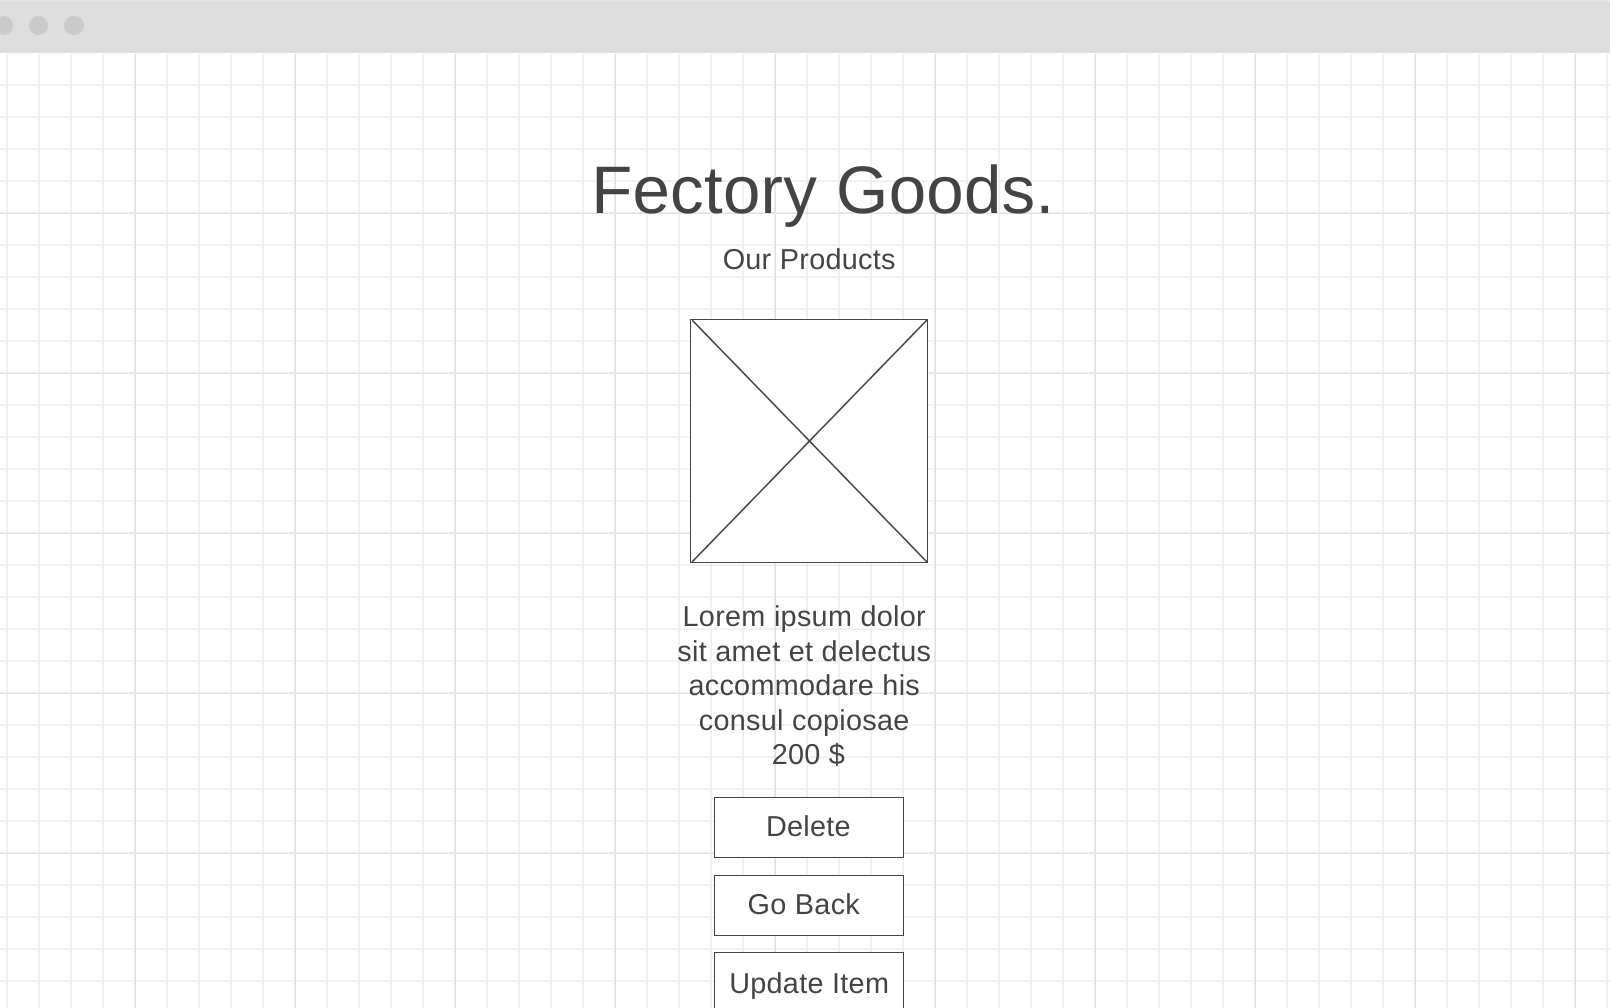 Fectory Goods.
Our Products
Lorem ipsum dolor
sit amet et delectus
accommodare his
consul copiosae
200 $
Delete
Go Back
Update Item